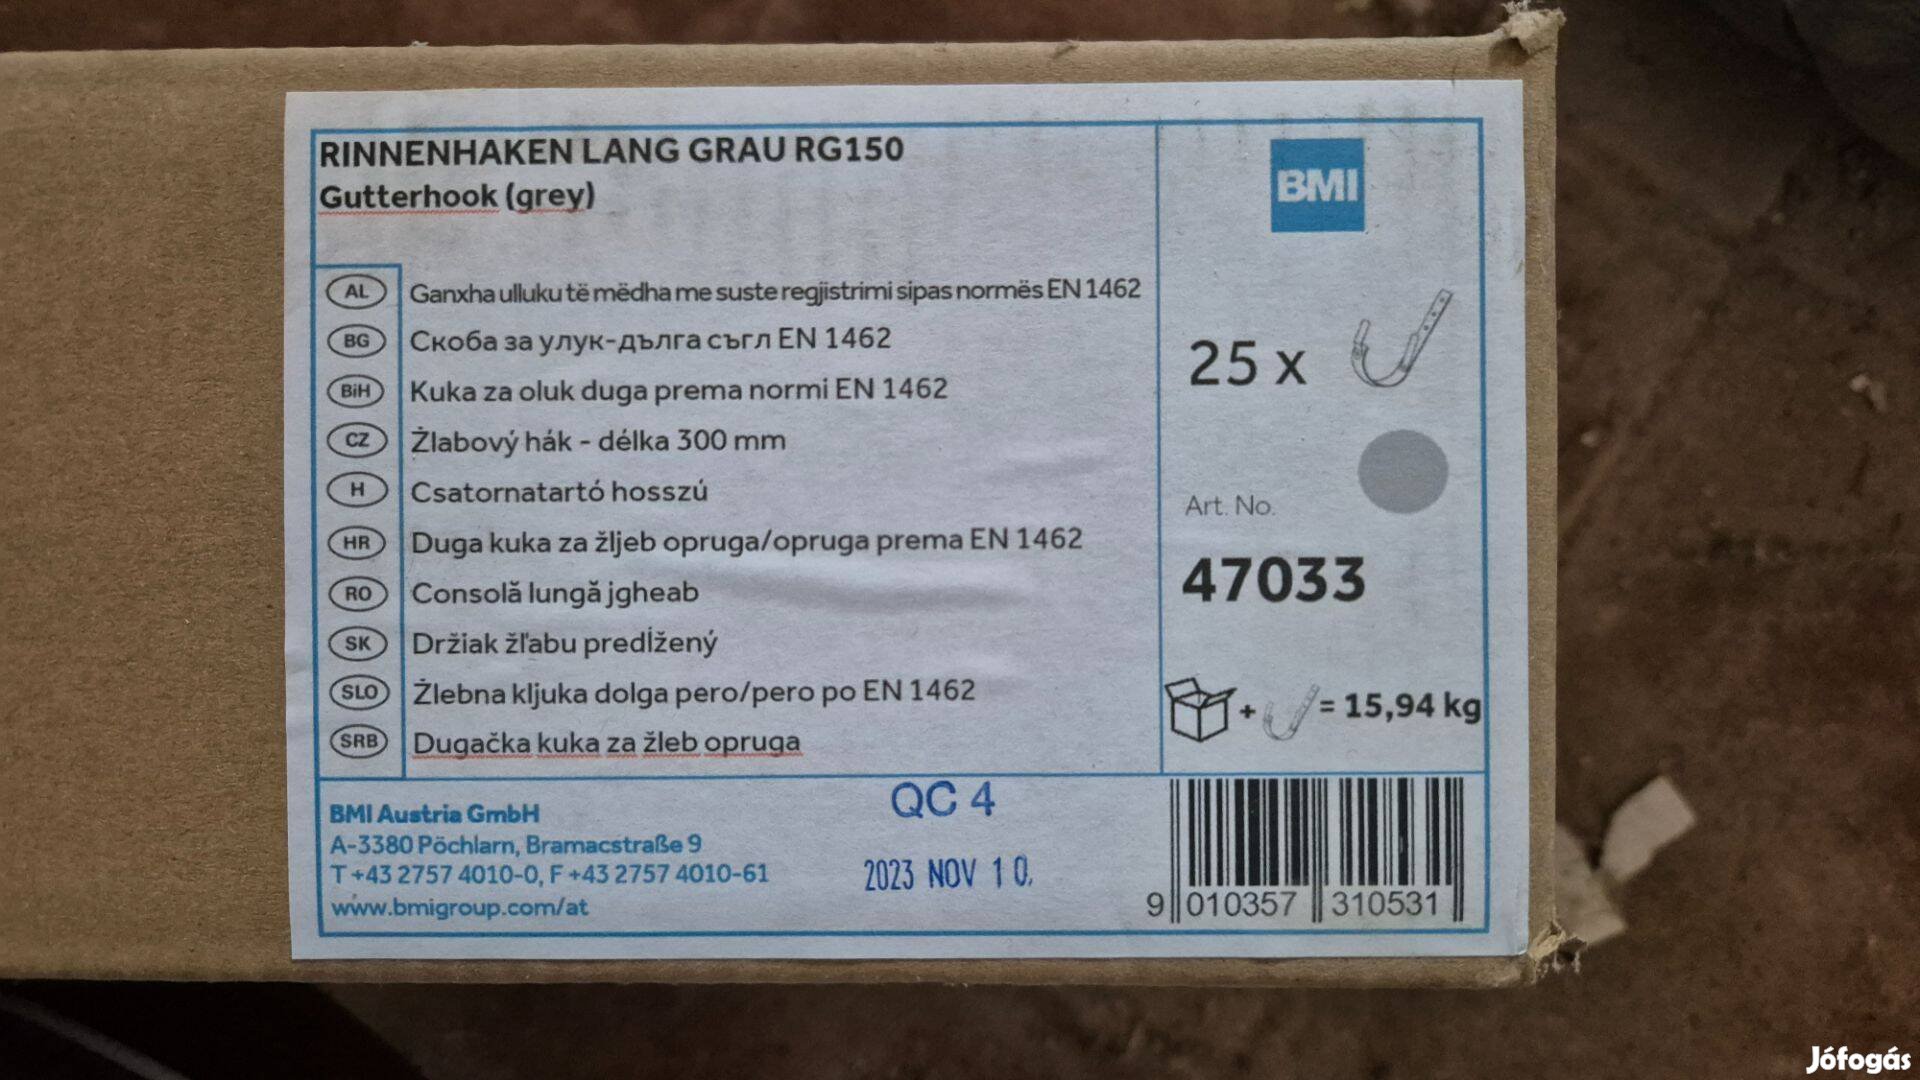 RINNENHAKEN LANG GRAU RG150
Gutterhook (grey)
BMI
AL Ganxha ulluku të mëdha me suste regjistrimi sipas normës EN 1462
BG Скоба за улук-дълга съгл EN 1462
BiH Kuka za oluk duga prema normi EN 1462
CZ Żlabový hák - délka 300 mm
H Csatornatartó hosszú
HR Duga kuka za žljeb opruga/opruga prema EN 1462
RO Consolă lungă jgheab
SK Držiak žľabu predĺžený
SLO Żlebna kljuka dolga pero/pero po EN 1462
SRB Dugačka kuka za žleb opruga
25 x
Art. No.
47033
+ = 15,94 kg
BMI Austria GmbH
A-3380 Pöchlarn, Bramacstraße 9
T +43 2757 4010-0, F +43 2757 4010-61
www.bmigroup.com/at
QC 4
2023 NOV 10.
9 010357 310531
Jófogás